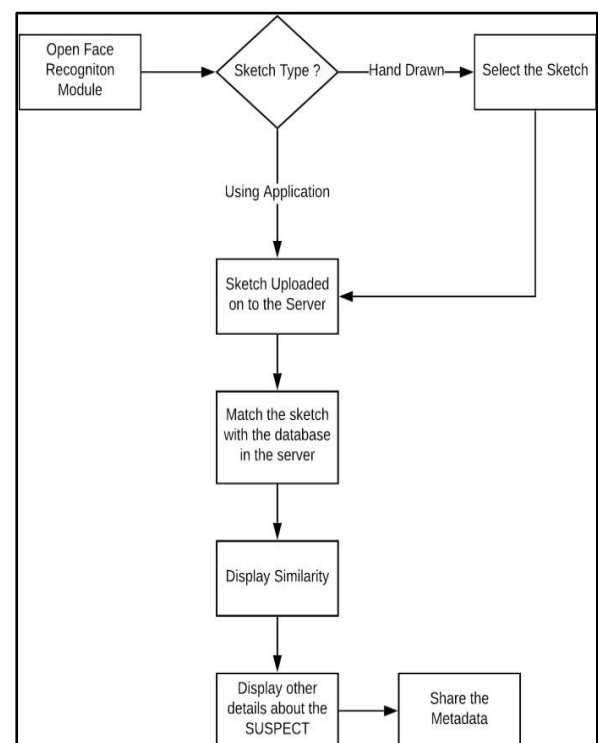 Open Face
Recogniton
Module
Sketch Type ?
Hand Drawn
Select the Sketch
Using Application
Sketch Uploaded
on to the Server
Match the sketch
with the database
in the server
Display Similarity
Display other
details about the
SUSPECT
Share the
Metadata